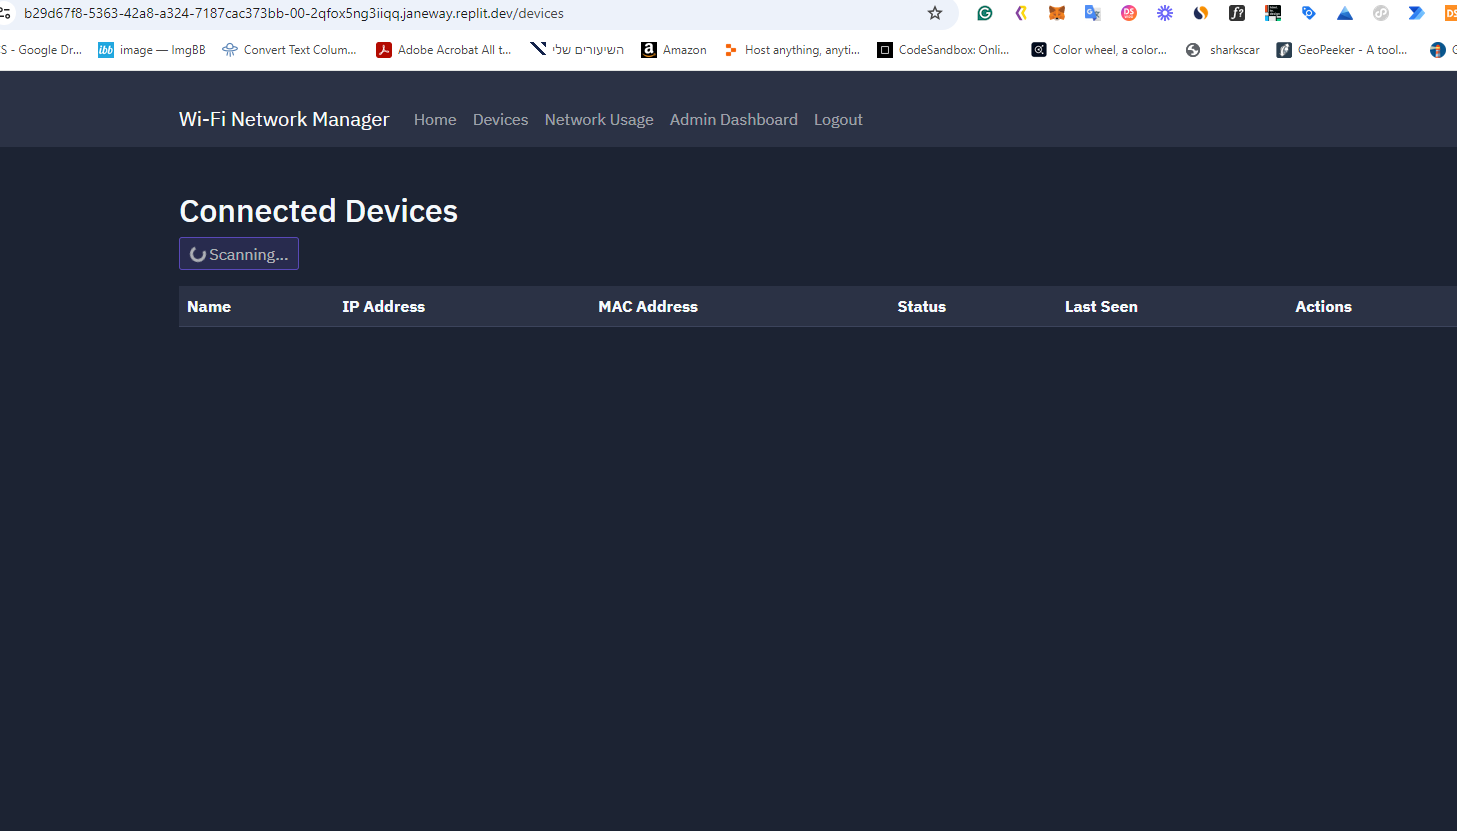 b29d67f8-5363-42a8-a324-7187cac373bb-00-2qfox5ng3iiqq.janeway.replit.dev/devices
S - Google Dr... ibb image — ImgBB Convert Text Colum... Adobe Acrobat All t... השיעורים שלי Amazon Host anything, anyti... CodeSandbox: Onli... Color wheel, a color... sharkscar GeoPeeker - A tool...
Wi-Fi Network Manager Home Devices Network Usage Admin Dashboard Logout
Connected Devices
Scanning...
Name IP Address MAC Address Status Last Seen Actions